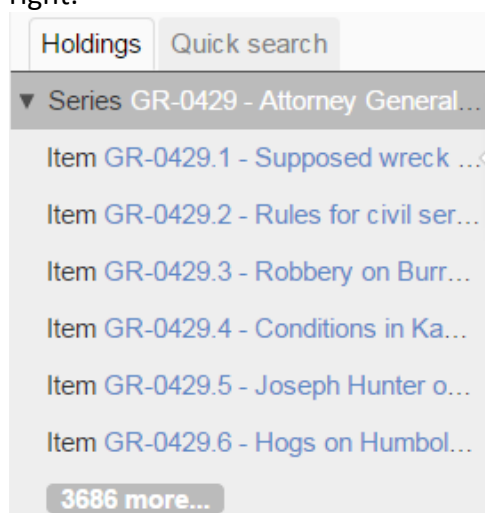 right:
Holdings Quick search
▼ Series GR-0429 - Attorney General...
Item GR-0429.1 - Supposed wreck ...
Item GR-0429.2 - Rules for civil ser...
Item GR-0429.3 - Robbery on Burr...
Item GR-0429.4 - Conditions in Ka...
Item GR-0429.5 - Joseph Hunter o...
Item GR-0429.6 - Hogs on Humbol...
3686 more...